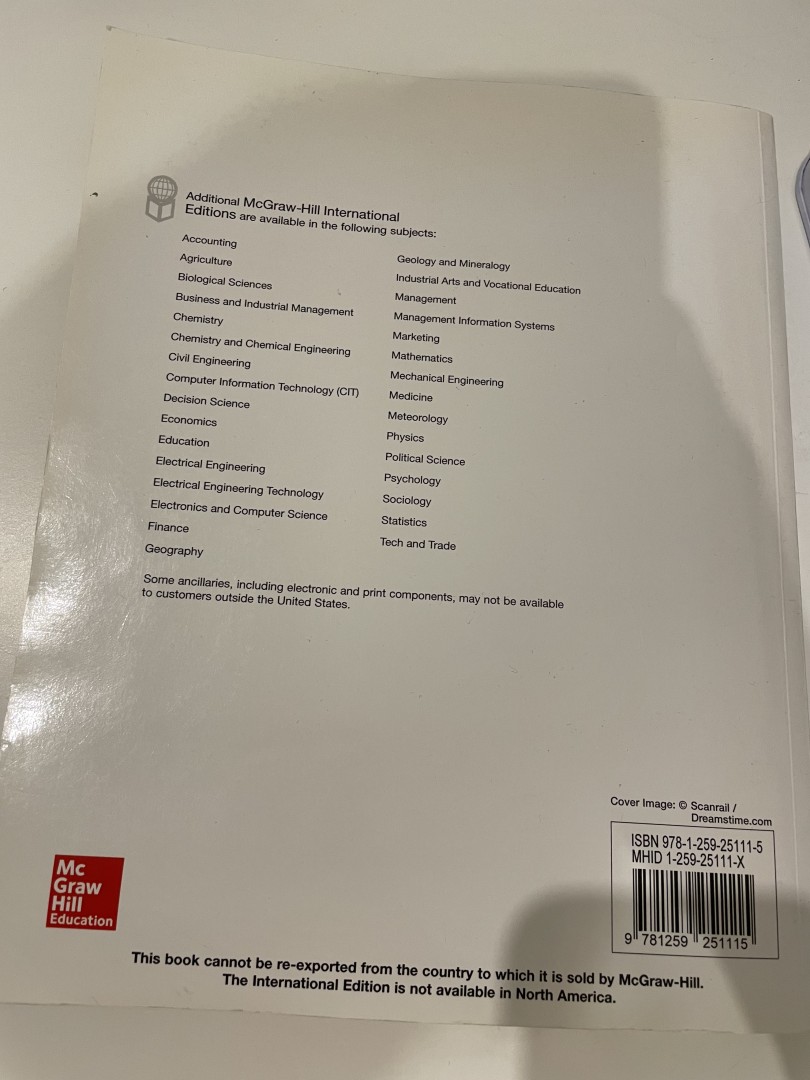 Additional McGraw-Hill International
Editions are available in the following subjects:
Accounting
Agriculture
Biological Sciences
Business and Industrial Management
Chemistry
Chemistry and Chemical Engineering
Civil Engineering
Computer Information Technology (CIT)
Decision Science
Economics
Education
Electrical Engineering
Electrical Engineering Technology
Electronics and Computer Science
Finance
Geography
Geology and Mineralogy
Industrial Arts and Vocational Education
Management
Management Information Systems
Marketing
Mathematics
Mechanical Engineering
Medicine
Meteorology
Physics
Political Science
Psychology
Sociology
Statistics
Tech and Trade
Some ancillaries, including electronic and print components, may not be available
to customers outside the United States.
Cover Image: © Scanrail /
Dreamstime.com
ISBN 978-1-259-25111-5
MHID 1-259-25111-X
9 781259 251115
Mc
Graw
Hill
Education
This book cannot be re-exported from the country to which it is sold by McGraw-Hill.
The International Edition is not available in North America.